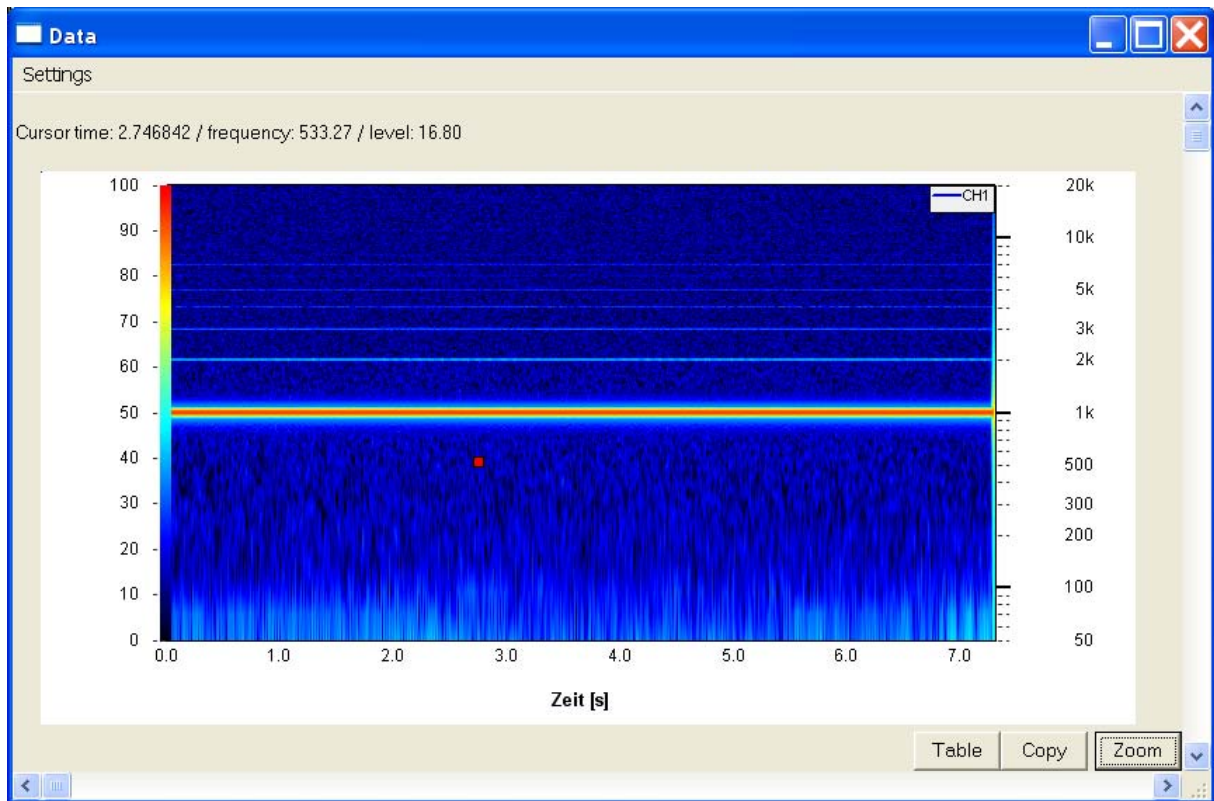 Data
Settings
Cursor time: 2.746842 / frequency: 533.27 / level: 16.80
CH1
100
90
80
70
60
50
40
30
20
10
0
20k
10k
5k
3k
2k
1k
500
300
200
100
50
0.0 1.0 2.0 3.0 4.0 5.0 6.0 7.0
Zeit [s]
Table Copy Zoom